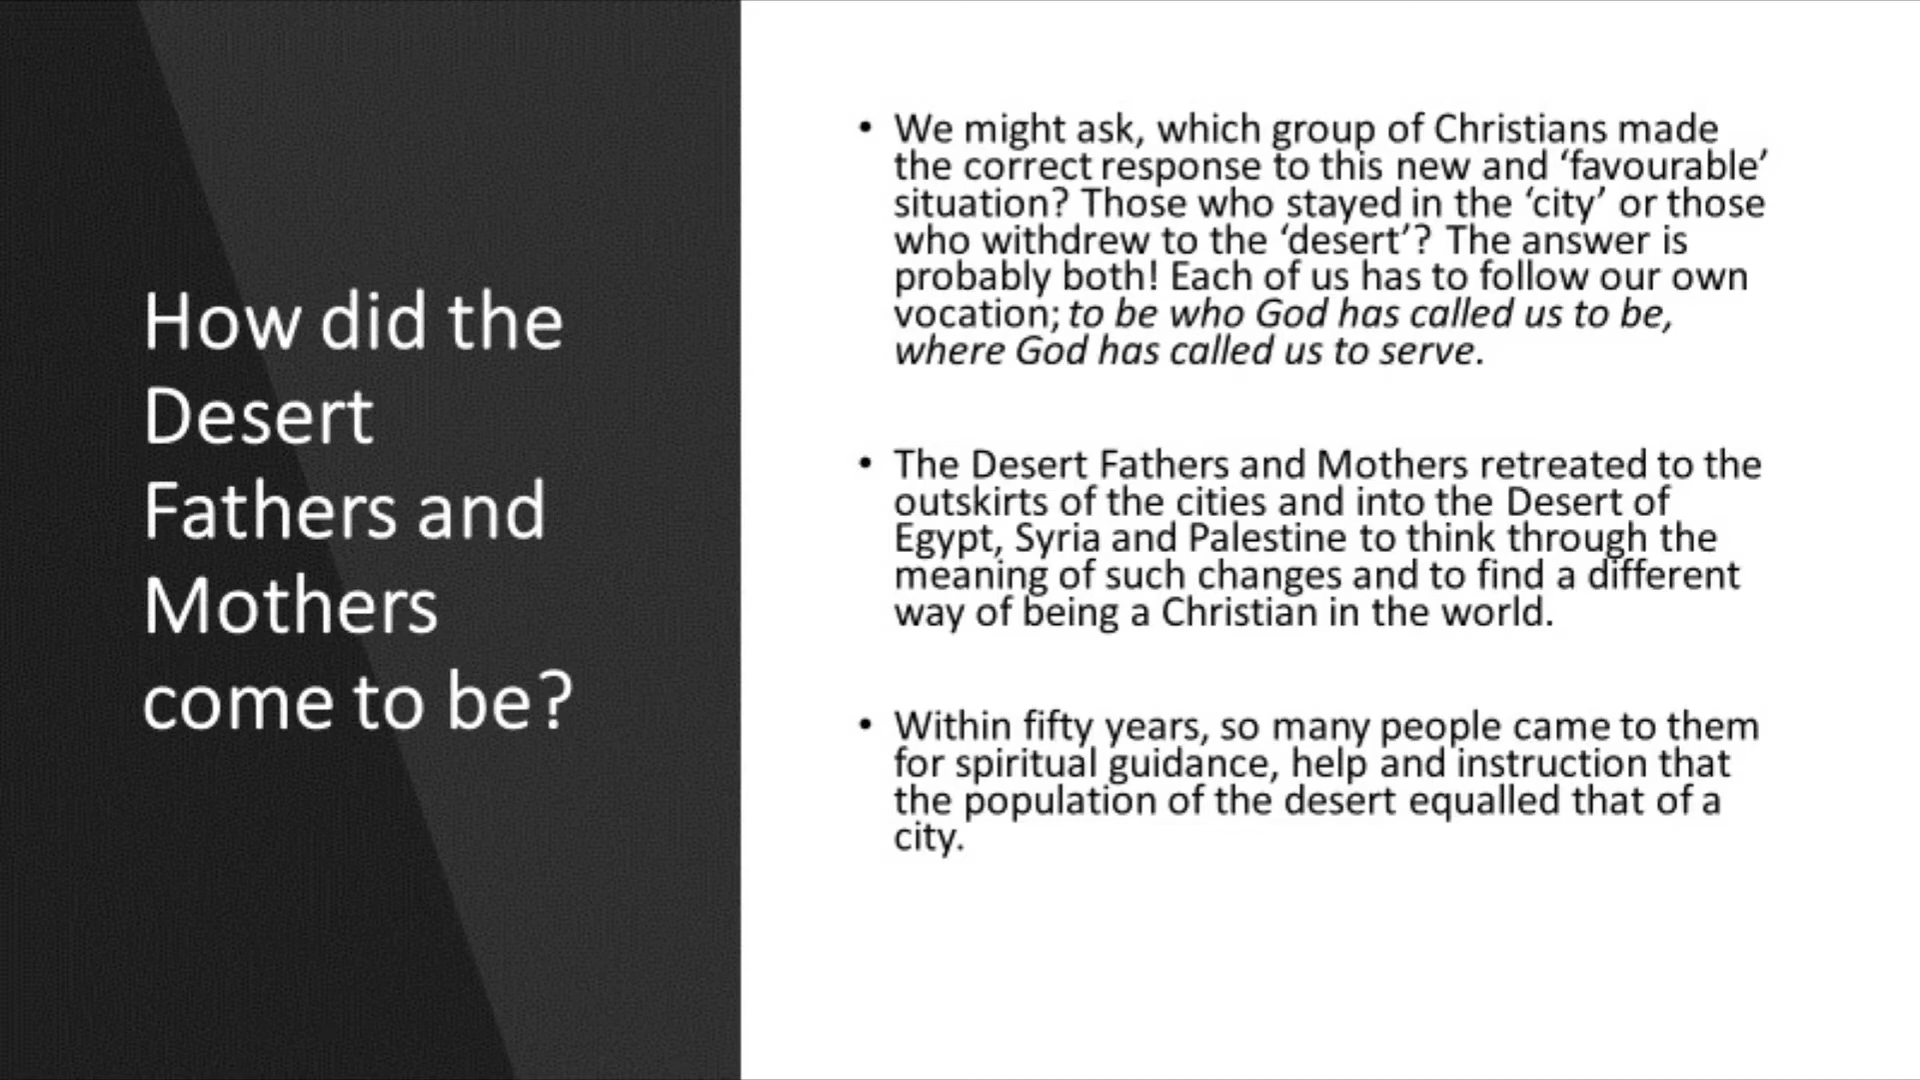 How did the
Desert
Fathers and
Mothers
come to be?
• We might ask, which group of Christians made
the correct response to this new and ‘favourable’
situation? Those who stayed in the ‘city’ or those
who withdrew to the ‘desert’? The answer is
probably both! Each of us has to follow our own
vocation; to be who God has called us to be,
where God has called us to serve.
• The Desert Fathers and Mothers retreated to the
outskirts of the cities and into the Desert of
Egypt, Syria and Palestine to think through the
meaning of such changes and to find a different
way of being a Christian in the world.
• Within fifty years, so many people came to them
for spiritual guidance, help and instruction that
the population of the desert equalled that of a
city.